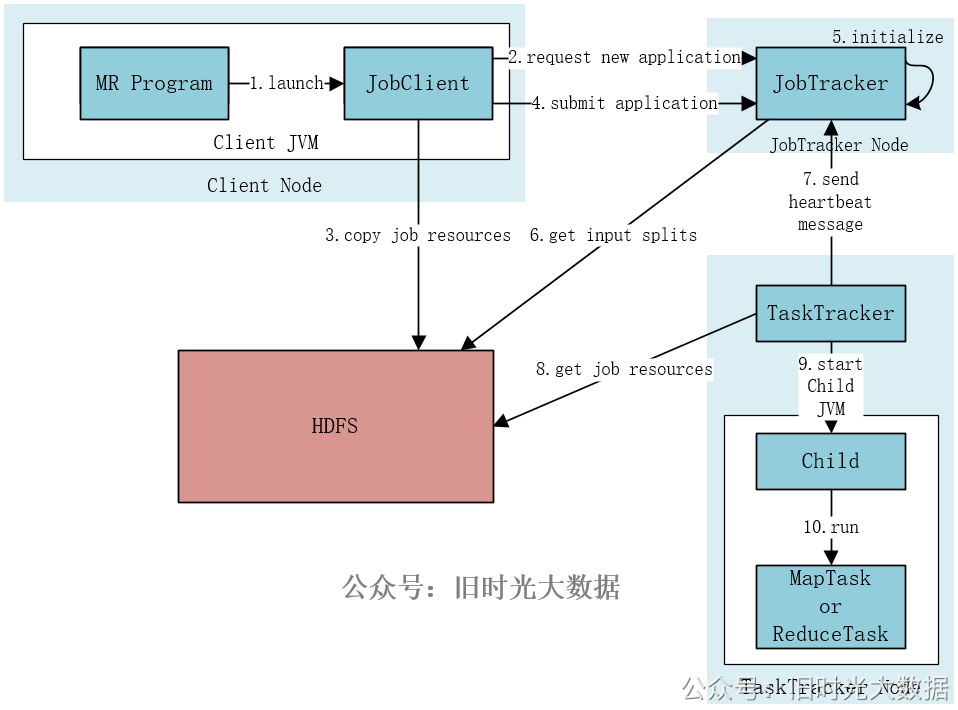 5.initialize
2.request new application
MR Program
1.launch
JobClient
JobTracker
4.submit application
Client JVM
JobTracker Node
Client Node
7.send
heartbeat
message
3.copy job resources
6.get input splits
TaskTracker
8.get job resources
9.start
Child
JVM
HDFS
Child
10.run
MapTask
or
ReduceTask
公众号：旧时光大数据
TaskTracker Node
公众号：旧时光大数据